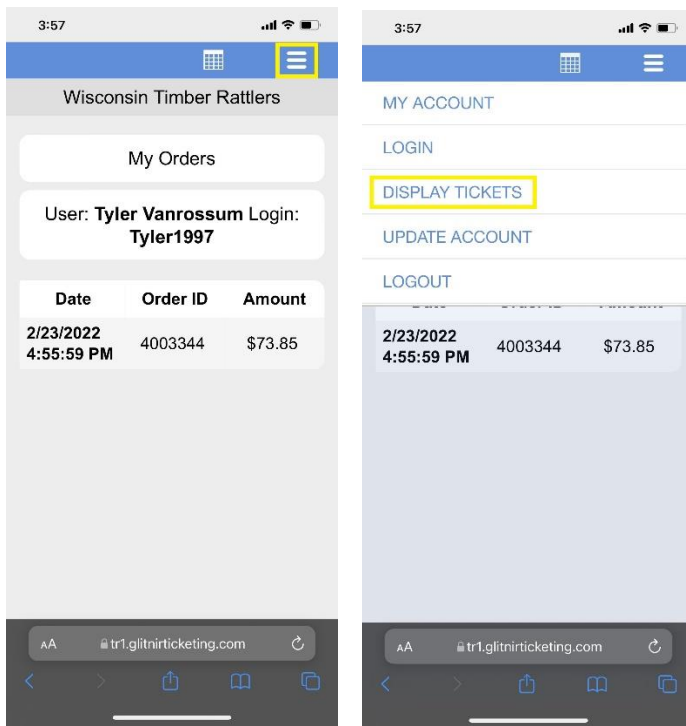 3:57
Wisconsin Timber Rattlers
My Orders
User: Tyler Vanrossum Login:
Tyler1997
Date Order ID Amount
2/23/2022
4:55:59 PM
4003344 $73.85
AA tr1.glitnirticketing.com
3:57
MY ACCOUNT
LOGIN
DISPLAY TICKETS
UPDATE ACCOUNT
LOGOUT
2/23/2022
4:55:59 PM
4003344 $73.85
AA tr1.glitnirticketing.com